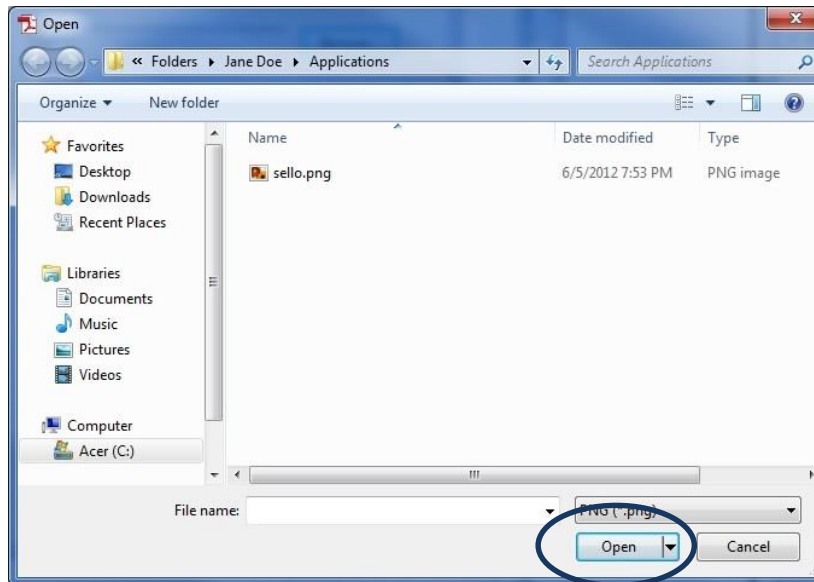 Open
« Folders ▸ Jane Doe ▸ Applications
Search Applications
Organize
New folder
Name
Date modified
Type
sello.png
6/5/2012 7:53 PM
PNG image
Favorites
Desktop
Downloads
Recent Places
Libraries
Documents
Music
Pictures
Videos
Computer
Acer (C:)
File name:
PNG (*.png)
Open
Cancel